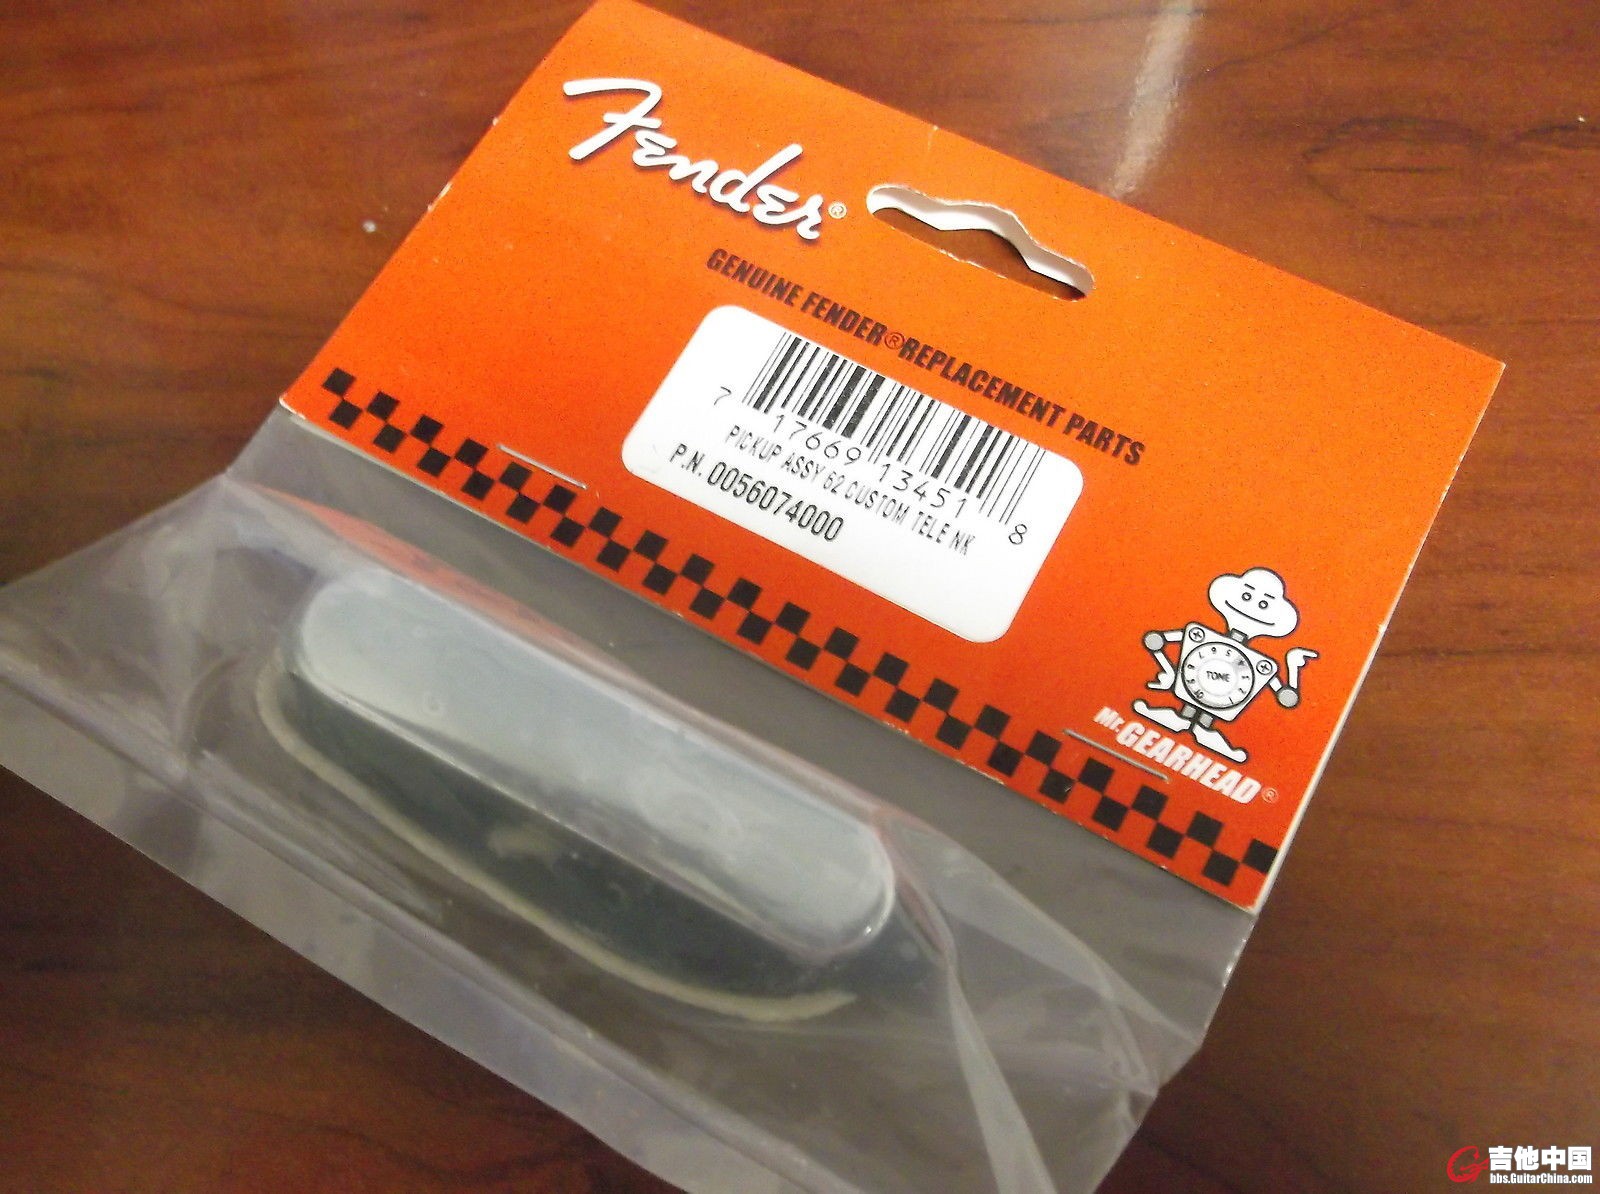 Fender®
GENUINE FENDER® REPLACEMENT PARTS
7 17669 13451 8
PICKUP ASSY 62 CUSTOM TELE NK
P.N. 0056074000
TONE
Mr. GEARHEAD®
吉他中国
bbs.GuitarChina.com